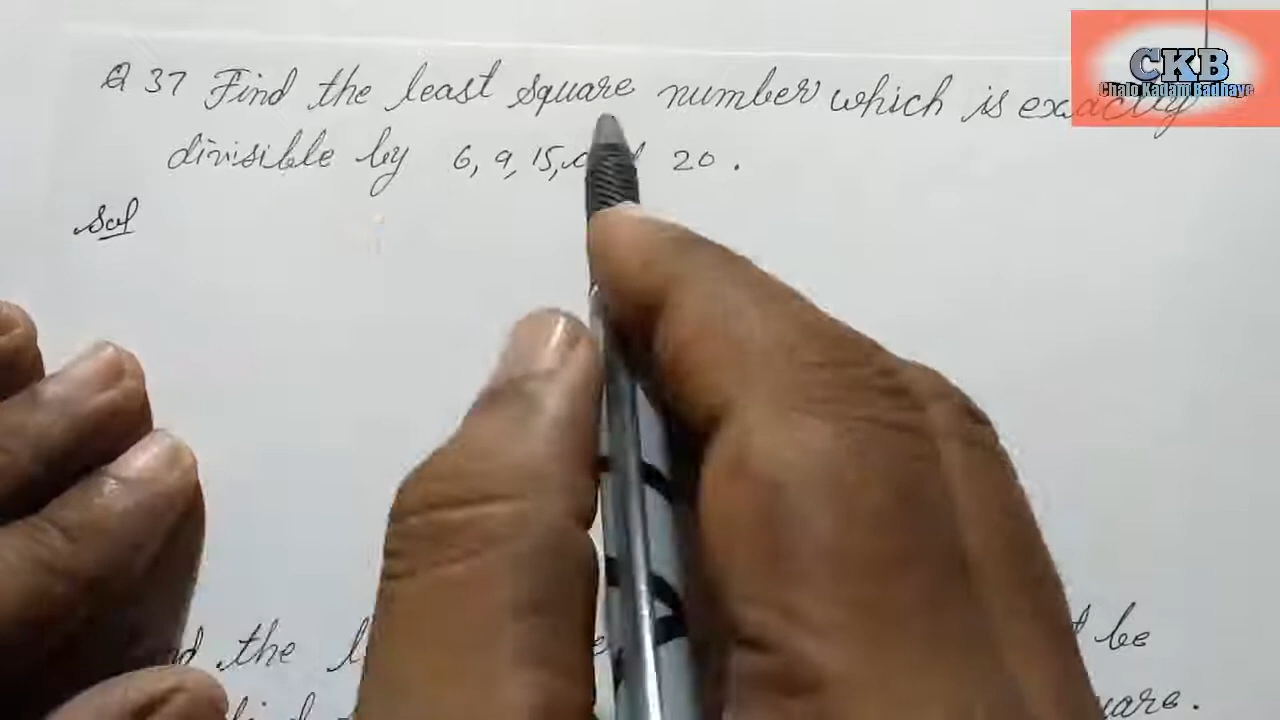 CKB
Chalo Kadam Badhaye
Q 37 Find the least square number which is exactly
divisible by 6, 9, 15, and 20.
Sol
the be